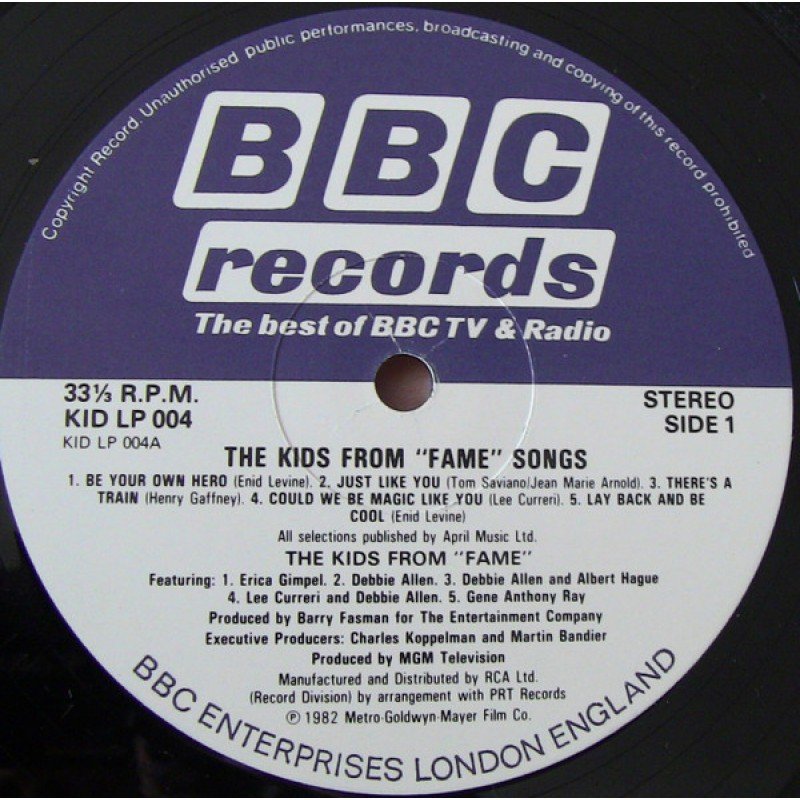 Copyright Record. Unauthorised public performances, broadcasting and copying of this record prohibited
BBC
records
The best of BBC TV & Radio
33⅓ R.P.M.
KID LP 004
KID LP 004A
STEREO
SIDE 1
THE KIDS FROM "FAME" SONGS
1. BE YOUR OWN HERO (Enid Levine). 2. JUST LIKE YOU (Tom Saviano/Jean Marie Arnold). 3. THERE'S A
TRAIN (Henry Gaffney). 4. COULD WE BE MAGIC LIKE YOU (Lee Curreri). 5. LAY BACK AND BE
COOL (Enid Levine)
All selections published by April Music Ltd.
THE KIDS FROM "FAME"
Featuring: 1. Erica Gimpel. 2. Debbie Allen. 3. Debbie Allen and Albert Hague
4. Lee Curreri and Debbie Allen. 5. Gene Anthony Ray
Produced by Barry Fasman for The Entertainment Company
Executive Producers: Charles Koppelman and Martin Bandier
Produced by MGM Television
Manufactured and Distributed by RCA Ltd.
(Record Division) by arrangement with PRT Records
℗ 1982 Metro-Goldwyn-Mayer Film Co.
BBC ENTERPRISES LONDON ENGLAND